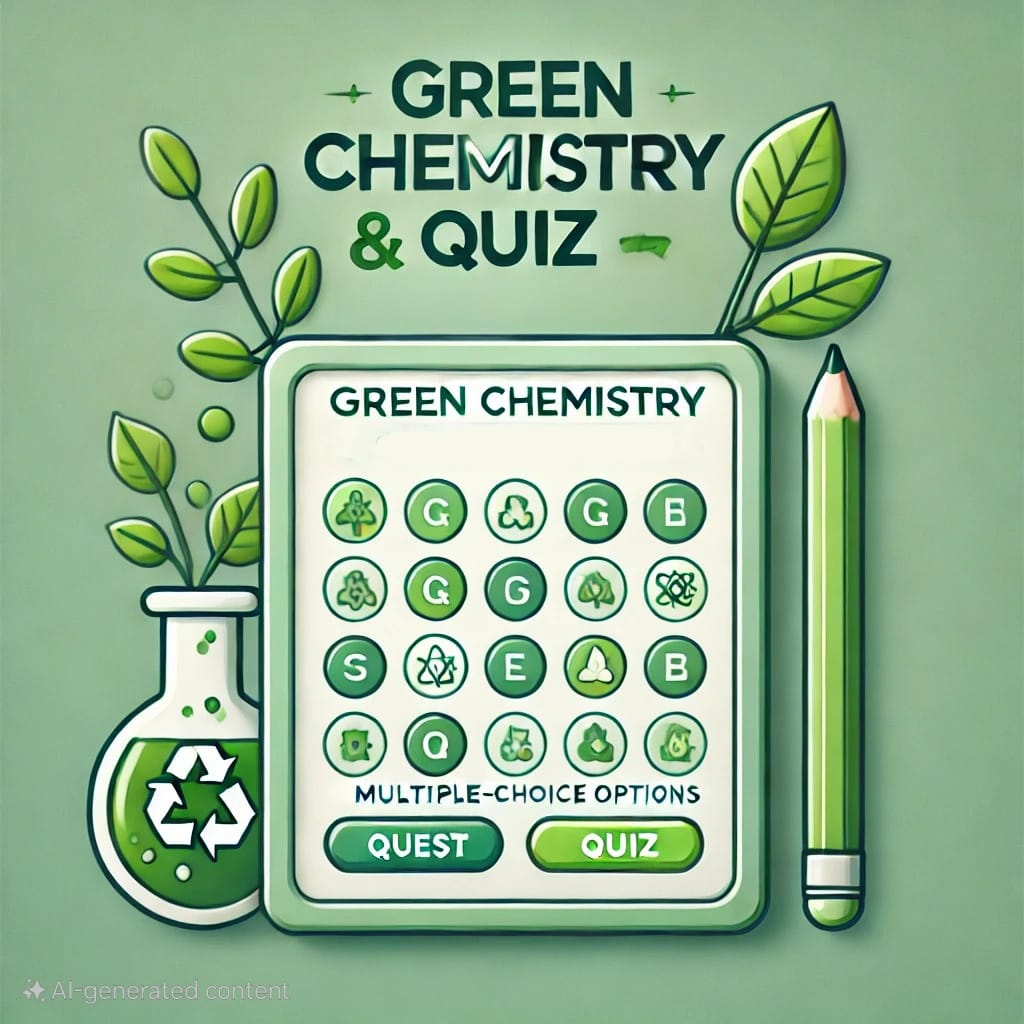 GREEN
CHEMISTRY
& QUIZ
GREEN CHEMISTRY
G G B
G G
S E B
Q
MULTIPLE-CHOICE OPTIONS
QUEST QUIZ
AI-generated content